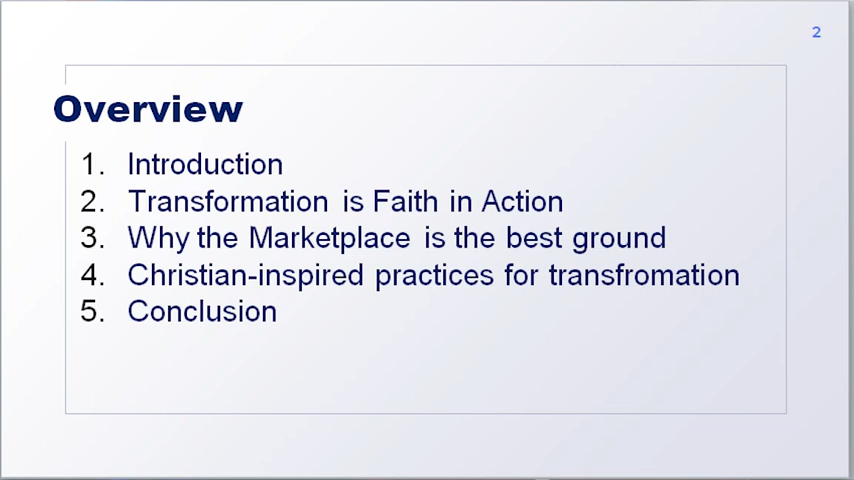 2
Overview
1. Introduction
2. Transformation is Faith in Action
3. Why the Marketplace is the best ground
4. Christian-inspired practices for transfromation
5. Conclusion